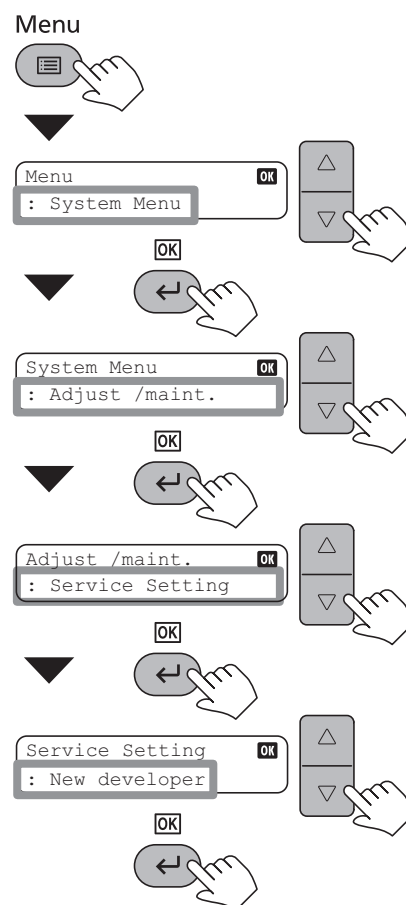 Menu
Menu OK
: System Menu
OK
System Menu OK
: Adjust /maint.
OK
Adjust /maint. OK
: Service Setting
OK
Service Setting OK
: New developer
OK